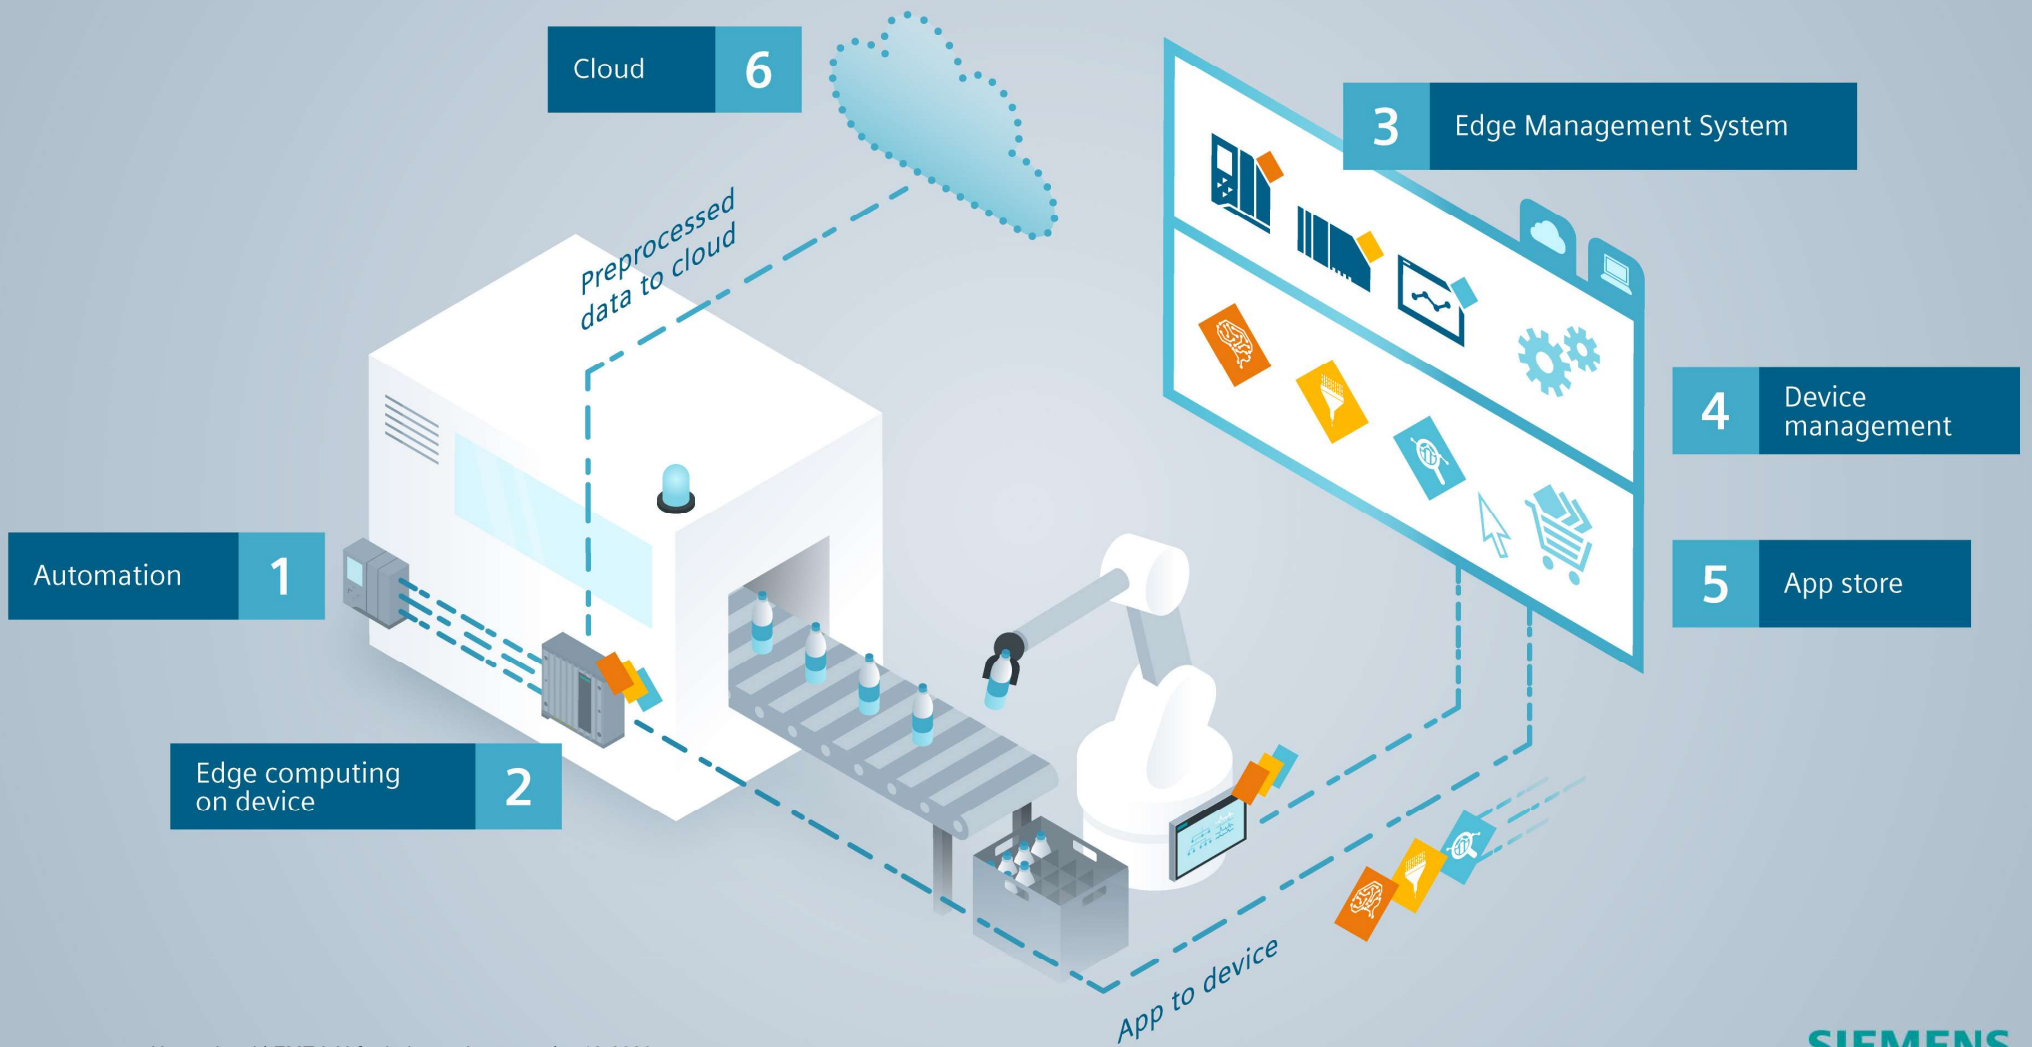 Cloud
6
3
Edge Management System
Preprocessed
data to cloud
4
Device
management
Automation
1
5
App store
Edge computing
on device
2
App to device
SIEMENS